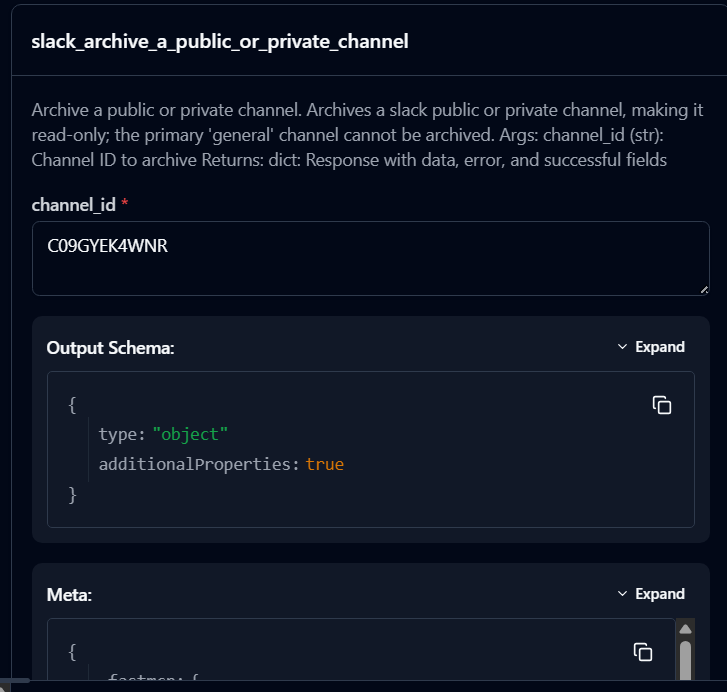 slack_archive_a_public_or_private_channel
Archive a public or private channel. Archives a slack public or private channel, making it
read-only; the primary 'general' channel cannot be archived. Args: channel_id (str):
Channel ID to archive Returns: dict: Response with data, error, and successful fields
channel_id *
C09GYEK4WNR
Output Schema:
Expand
{
type: "object"
additionalProperties: true
}
Meta:
Expand
{
_fastmcp: {